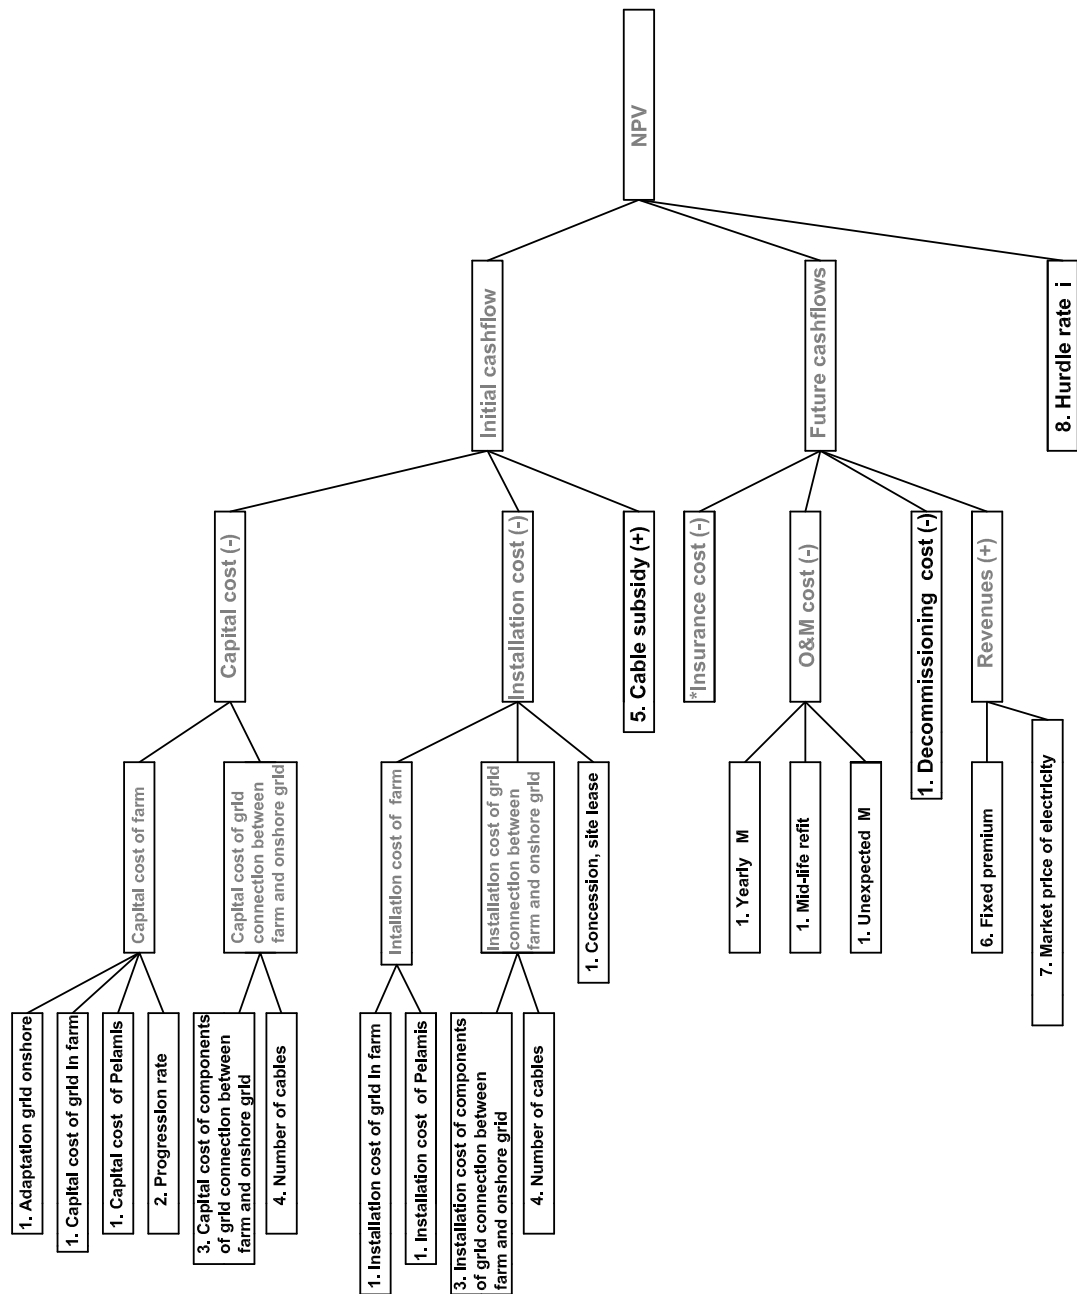 NPV
Initial cashflow
Future cashflows
8. Hurdle rate i
Capital cost (-)
Installation cost (-)
5. Cable subsidy (+)
*Insurance cost (-)
O&M cost (-)
1. Decommissioning cost (-)
Revenues (+)
Capital cost of farm
Capital cost of grid
connection between
farm and onshore grid
Intallation cost of farm
Installation cost of grid
connection between
farm and onshore grid
1. Concession, site lease
1. Yearly M
1. Mid-life refit
1. Unexpected M
6. Fixed premium
7. Market price of electricity
1. Adaptation grid onshore
1. Capital cost of grid in farm
1. Capital cost of Pelamis
2. Progression rate
3. Capital cost of components
of grid connection between
farm and onshore grid
4. Number of cables
1. Installation cost of grid in farm
1. Installation cost of Pelamis
3. Installation cost of components
of grid connection between
farm and onshore grid
4. Number of cables